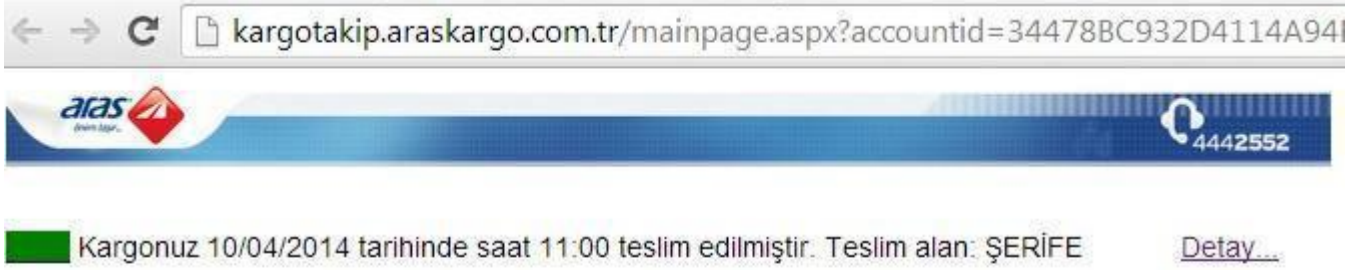 kargotakip.araskargo.com.tr/mainpage.aspx?accountid=34478BC932D4114A94
aras
4442552
Kargonuz 10/04/2014 tarihinde saat 11:00 teslim edilmiştir. Teslim alan: ŞERİFE Detay...